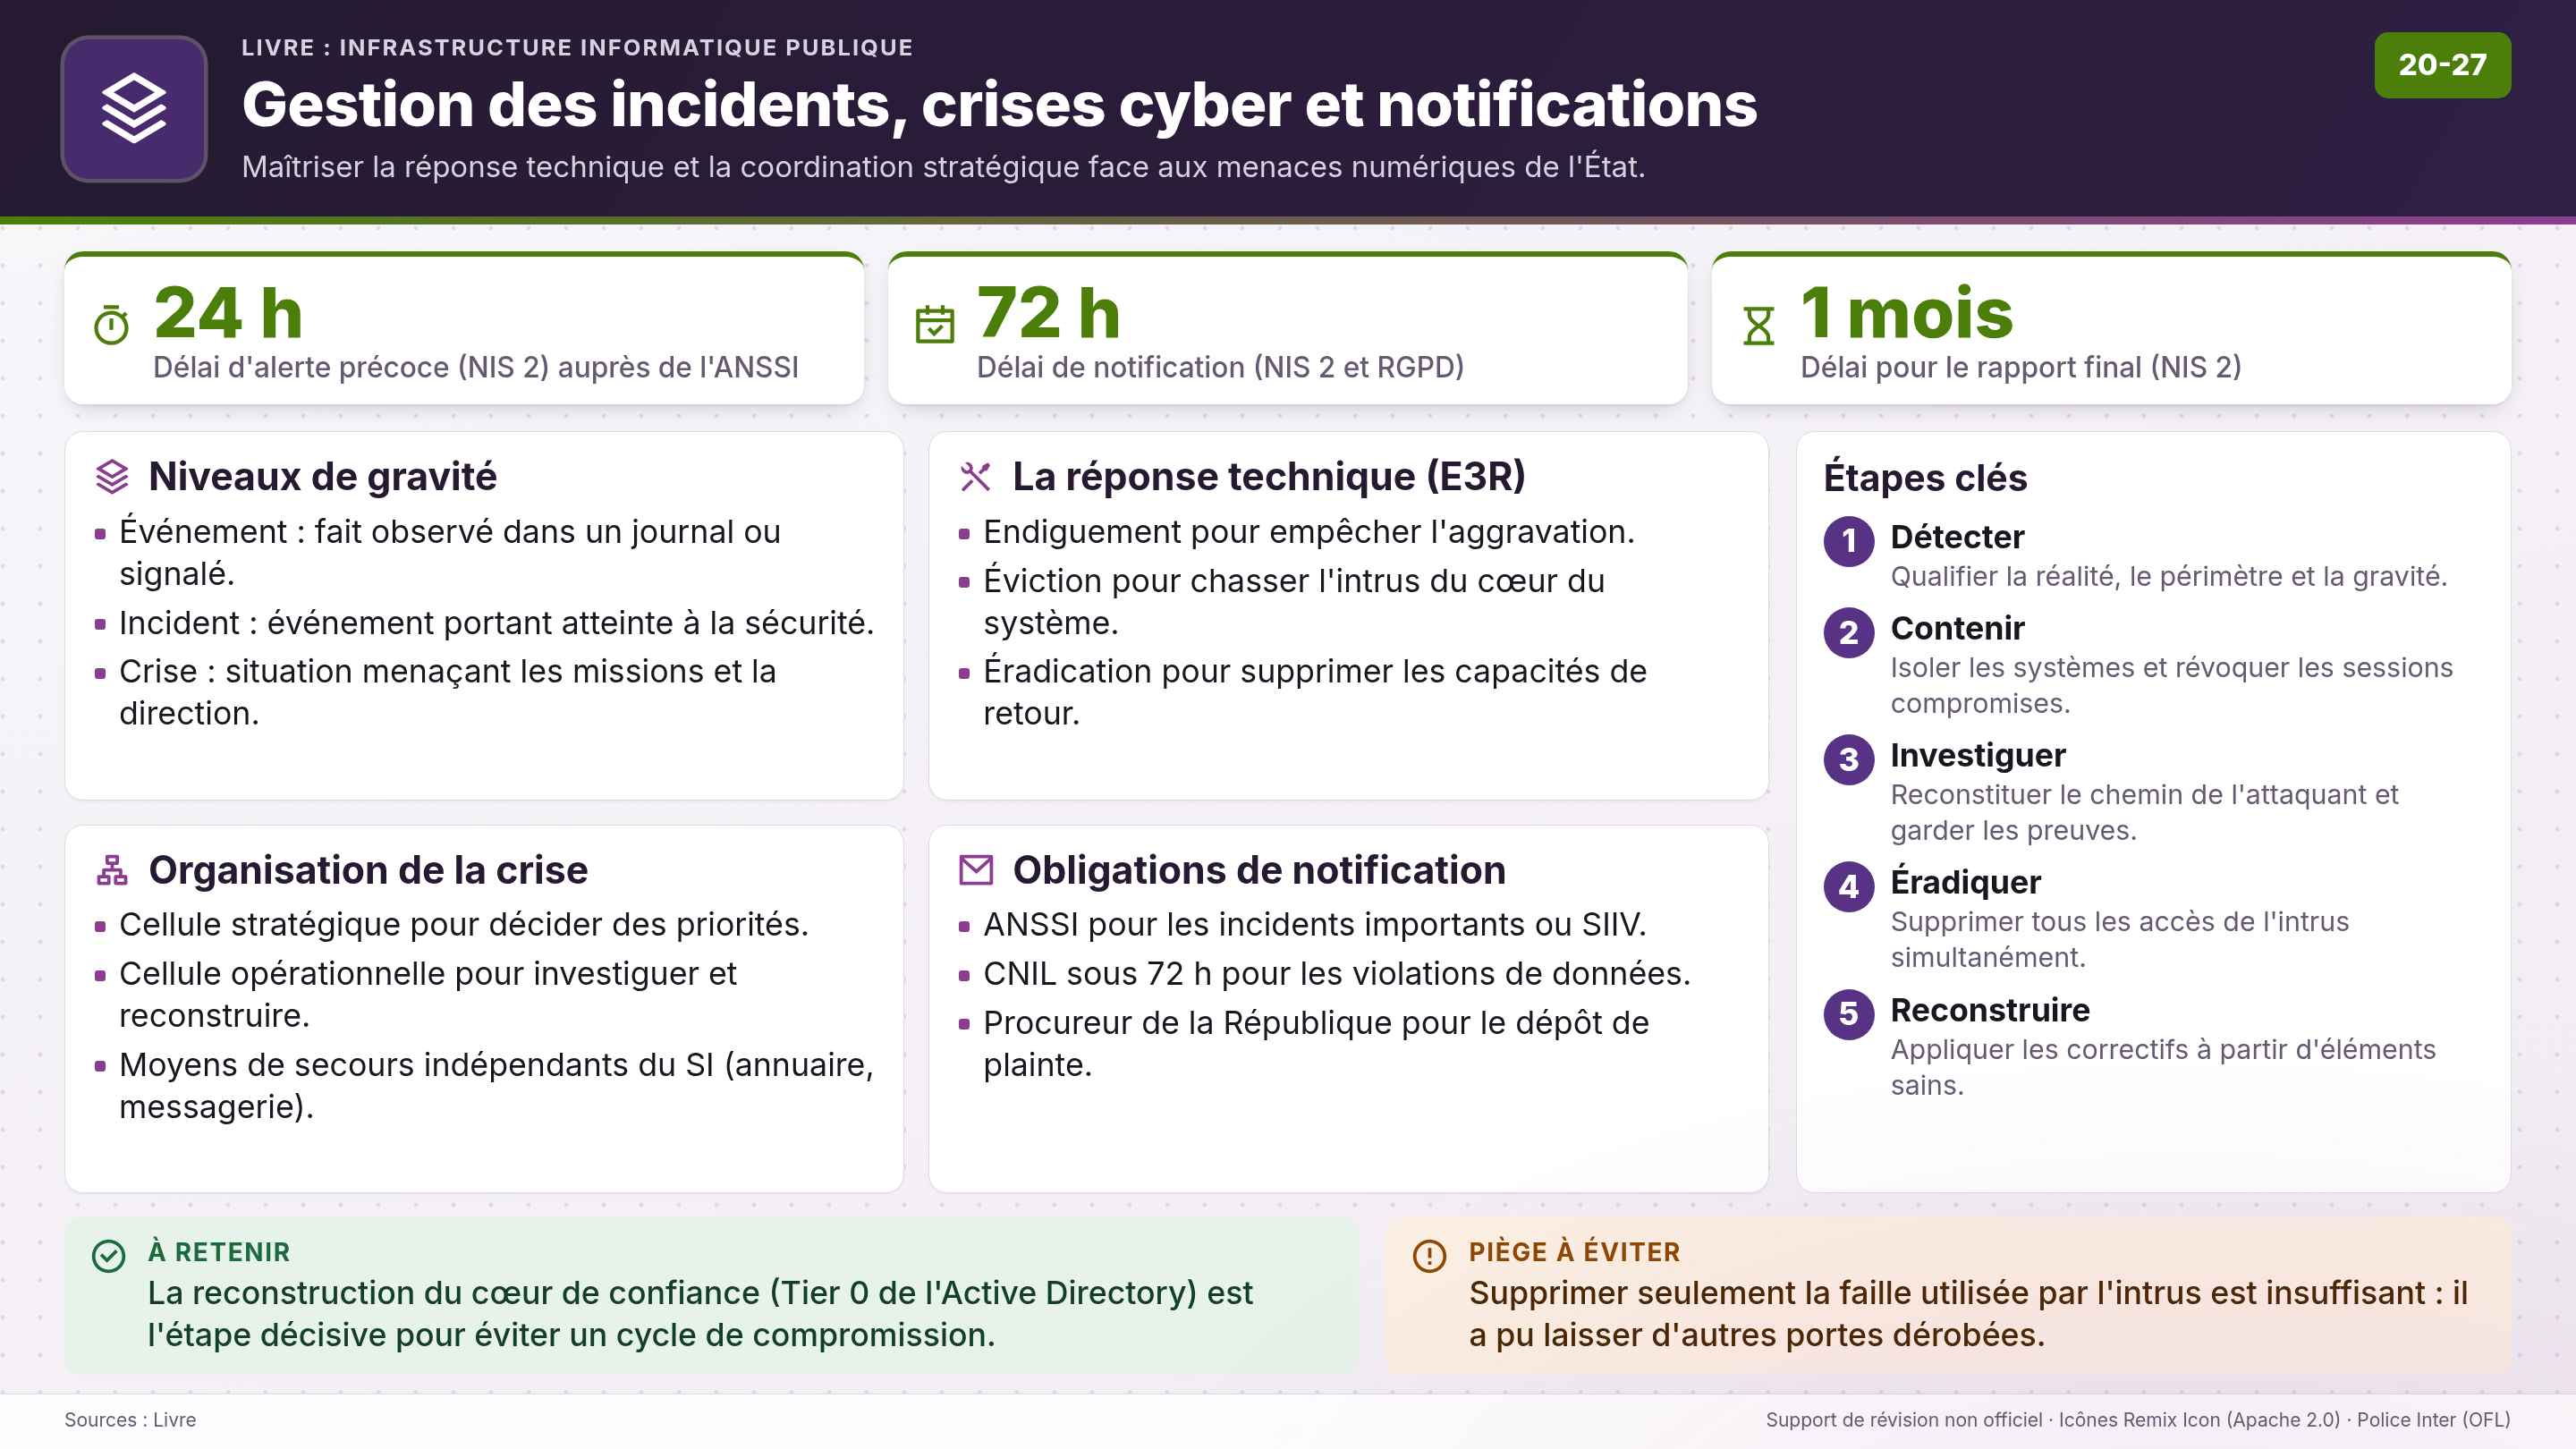 LIVRE : INFRASTRUCTURE INFORMATIQUE PUBLIQUE
Gestion des incidents, crises cyber et notifications
Maîtriser la réponse technique et la coordination stratégique face aux menaces numériques de l'État.
20-27
24 h
Délai d'alerte précoce (NIS 2) auprès de l'ANSSI
72 h
Délai de notification (NIS 2 et RGPD)
1 mois
Délai pour le rapport final (NIS 2)
Niveaux de gravité
Événement : fait observé dans un journal ou
signalé.
Incident : événement portant atteinte à la sécurité.
Crise : situation menaçant les missions et la
direction.
La réponse technique (E3R)
Endiguement pour empêcher l'aggravation.
Éviction pour chasser l'intrus du cœur du
système.
Éradication pour supprimer les capacités de
retour.
Organisation de la crise
Cellule stratégique pour décider des priorités.
Cellule opérationnelle pour investiguer et
reconstruire.
Moyens de secours indépendants du SI (annuaire,
messagerie).
Obligations de notification
ANSSI pour les incidents importants ou SIIV.
CNIL sous 72 h pour les violations de données.
Procureur de la République pour le dépôt de
plainte.
Étapes clés
1 Détecter
Qualifier la réalité, le périmètre et la gravité.
2 Contenir
Isoler les systèmes et révoquer les sessions
compromises.
3 Investiguer
Reconstituer le chemin de l'attaquant et
garder les preuves.
4 Éradiquer
Supprimer tous les accès de l'intrus
simultanément.
5 Reconstruire
Appliquer les correctifs à partir d'éléments
sains.
À RETENIR
La reconstruction du cœur de confiance (Tier 0 de l'Active Directory) est
l'étape décisive pour éviter un cycle de compromission.
PIÈGE À ÉVITER
Supprimer seulement la faille utilisée par l'intrus est insuffisant : il
a pu laisser d'autres portes dérobées.
Sources : Livre
Support de révision non officiel · Icônes Remix Icon (Apache 2.0) · Police Inter (OFL)